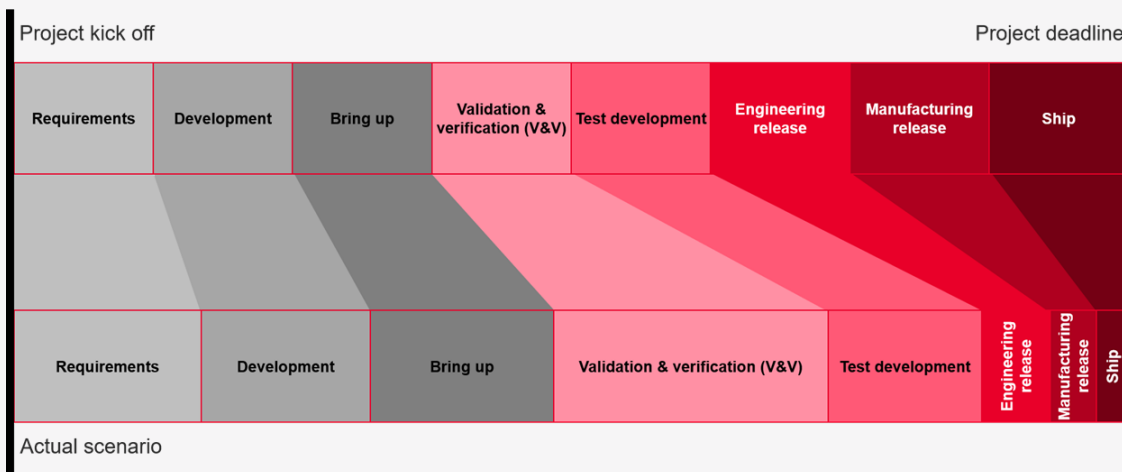 Project kick off
Project deadline
Requirements
Development
Bring up
Validation &
verification (V&V)
Test development
Engineering
release
Manufacturing
release
Ship
Requirements
Development
Bring up
Validation & verification (V&V)
Test development
Engineering
release
Manufacturing
release
Ship
Actual scenario